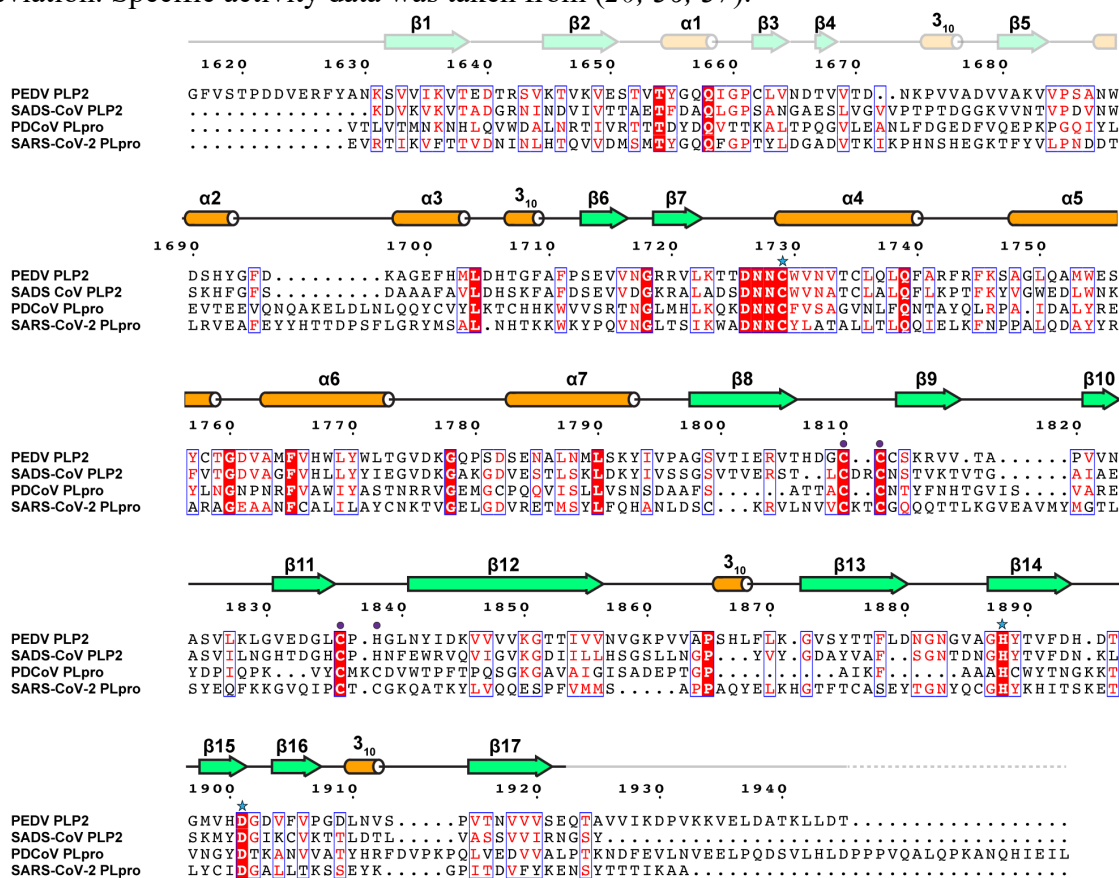 eviation. Specific activity data was taken from (20, 36, 37).
β1 β2 α1 β3 β4 3₁₀ β5
1620 1630 1640 1650 1660 1670 1680
PEDV PLP2 GFVSTPDDVERFYANKSDVVIKVTEDTRSVKTVKVESTVTYGQQIGPCLVNDTVVTD..NKPVVADVVAKVVPSANW
SADS-CoV PLP2 ...............KDVKVKVTADGRNINDVIVTTAETFDAQLGPSANGAESLVGVVPTPTDGGKVVNTVPDVNW
PDCoV PLpro .............VTLVTMNKNHLQVWDALNRTIVRTTTDYDQVTTKALTPQGVLEANLFDGEDFVQEPKPGQIYL
SARS-CoV-2 PLpro .............EVRTIKVFTTVDNINLHTQVVDMSMTYGQQFGPTYLDGADVTKIKPHNSHEGKTFYVLPNDDT
α2 α3 3₁₀ β6 β7 α4 α5
1690 1700 1710 1720 1730 1740 1750
PEDV PLP2 DSHYGFD.........KAGEFHMLDHTGFAFPSEVVNGRRVLKTTDNNCWVNVTCLQLQFARFRFKSAGLQAMWES
SADS CoV PLP2 SKHFGFS.........DAAAFAVLDHSKFAFDSEVVDGKRALADSDNNCWVNATCLALQFLKPTFKYVGWEDLWNK
PDCoV PLpro EVTEEVQNQAKELDLNLQQYCVYLKTCHHKWVVSRTNGLMHLKQKDNNCFVSAGVNLFQNTAYQLRPA.IDALYRE
SARS-CoV-2 PLpro LRVEAFEYYHTTDPSFLGRYMSAL.NHTKKWKYPQVNGLTSIKWADNNCYLATALLTLQQIELKFNPPALQDAYYR
α6 α7 β8 β9 β10
1760 1770 1780 1790 1800 1810 1820
PEDV PLP2 YCTGDVAMFVHWLYWLTGVDKGQPSDSENALNMLSKYIVPAGSVTIERVTHDGC..CCSKRVV.TA......PVVN
SADS-CoV PLP2 FVTGDVAGFVHLLYYIEGVDKGAKGDVESTLSKLDKYIVSSGSVTVERST..LCDRCNSTVKTVTG......AIAE
PDCoV PLpro YLNGNPNRFVAWIYASTNRRVGEMGCPQQVISLLVSNSDAAFS.....ATTAC..CNTYFNHTGVIS.....VARE
SARS-CoV-2 PLpro ARAGEAANFCALILAYCNKTVGELGDVRETMSYLFQHANLDSC....KRVLNVVCKTCGQQQTTLKGVEAVMYMGTL
β11 β12 3₁₀ β13 β14
1830 1840 1850 1860 1870 1880 1890
PEDV PLP2 ASVLKLGVEDGLCP.HGLNYIDKVVVVKGTTIVVNVGKPVVAPSHLFLK.GVSYTTFLDNGNGVAGHYTVFDH.DT
SADS-CoV PLP2 ASVILNGHTDGHCP.HNFEWRVQVIGVKGDIILLHSGSLLNGP...YVY.GDAYVAF..SGNTDNGHYTVFDN.KL
PDCoV PLpro YDPIQPK...VYCMKCDVWTPFTPQSGKGAVAIGISADEPTGP.......AIKF.....AAAHCWYTNGKKT
SARS-CoV-2 PLpro SYEQFKKGVQIPCT.CGKQATKYLVQQESPFVMMS.....APPAQYELKHGTFTCASEYTGNYQCGHYKHITSKET
β15 β16 3₁₀ β17
1900 1910 1920 1930 1940
PEDV PLP2 GMVHDGDVFVPGDLNVS.....PVTNVVVSEQTAVVIKDPVKKVELDATKLLDT..................
SADS-CoV PLP2 SKMYDGIKCVKTTLDTL.....VASSVVIRNGSY......................................
PDCoV PLpro VNGYDTKANVVATYHRFDVPKPQLVEDVVALPTKNDFEVLNVEELPQDSVLHLDPPPVQALQPKANQHIEIL
SARS-CoV-2 PLpro LYCIDGALLTKSSEYK......GPITDVFYKENSYTTTIKAA...............................